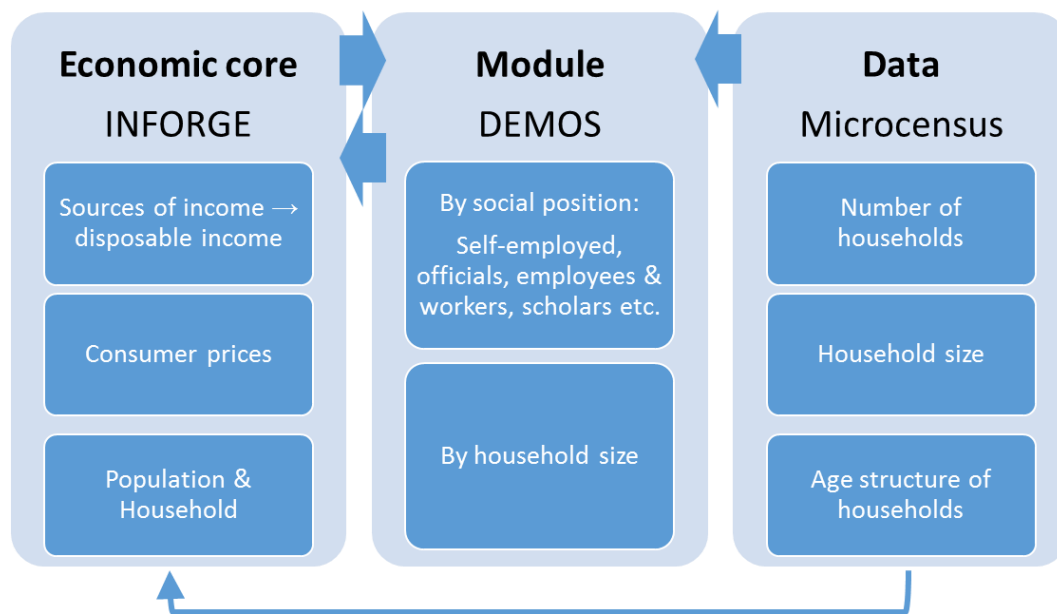 Economic core
INFORGE
Sources of income →
disposable income
Consumer prices
Population &
Household
Module
DEMOS
By social position:
Self-employed,
officials, employees &
workers, scholars etc.
By household size
Data
Microcensus
Number of
households
Household size
Age structure of
households